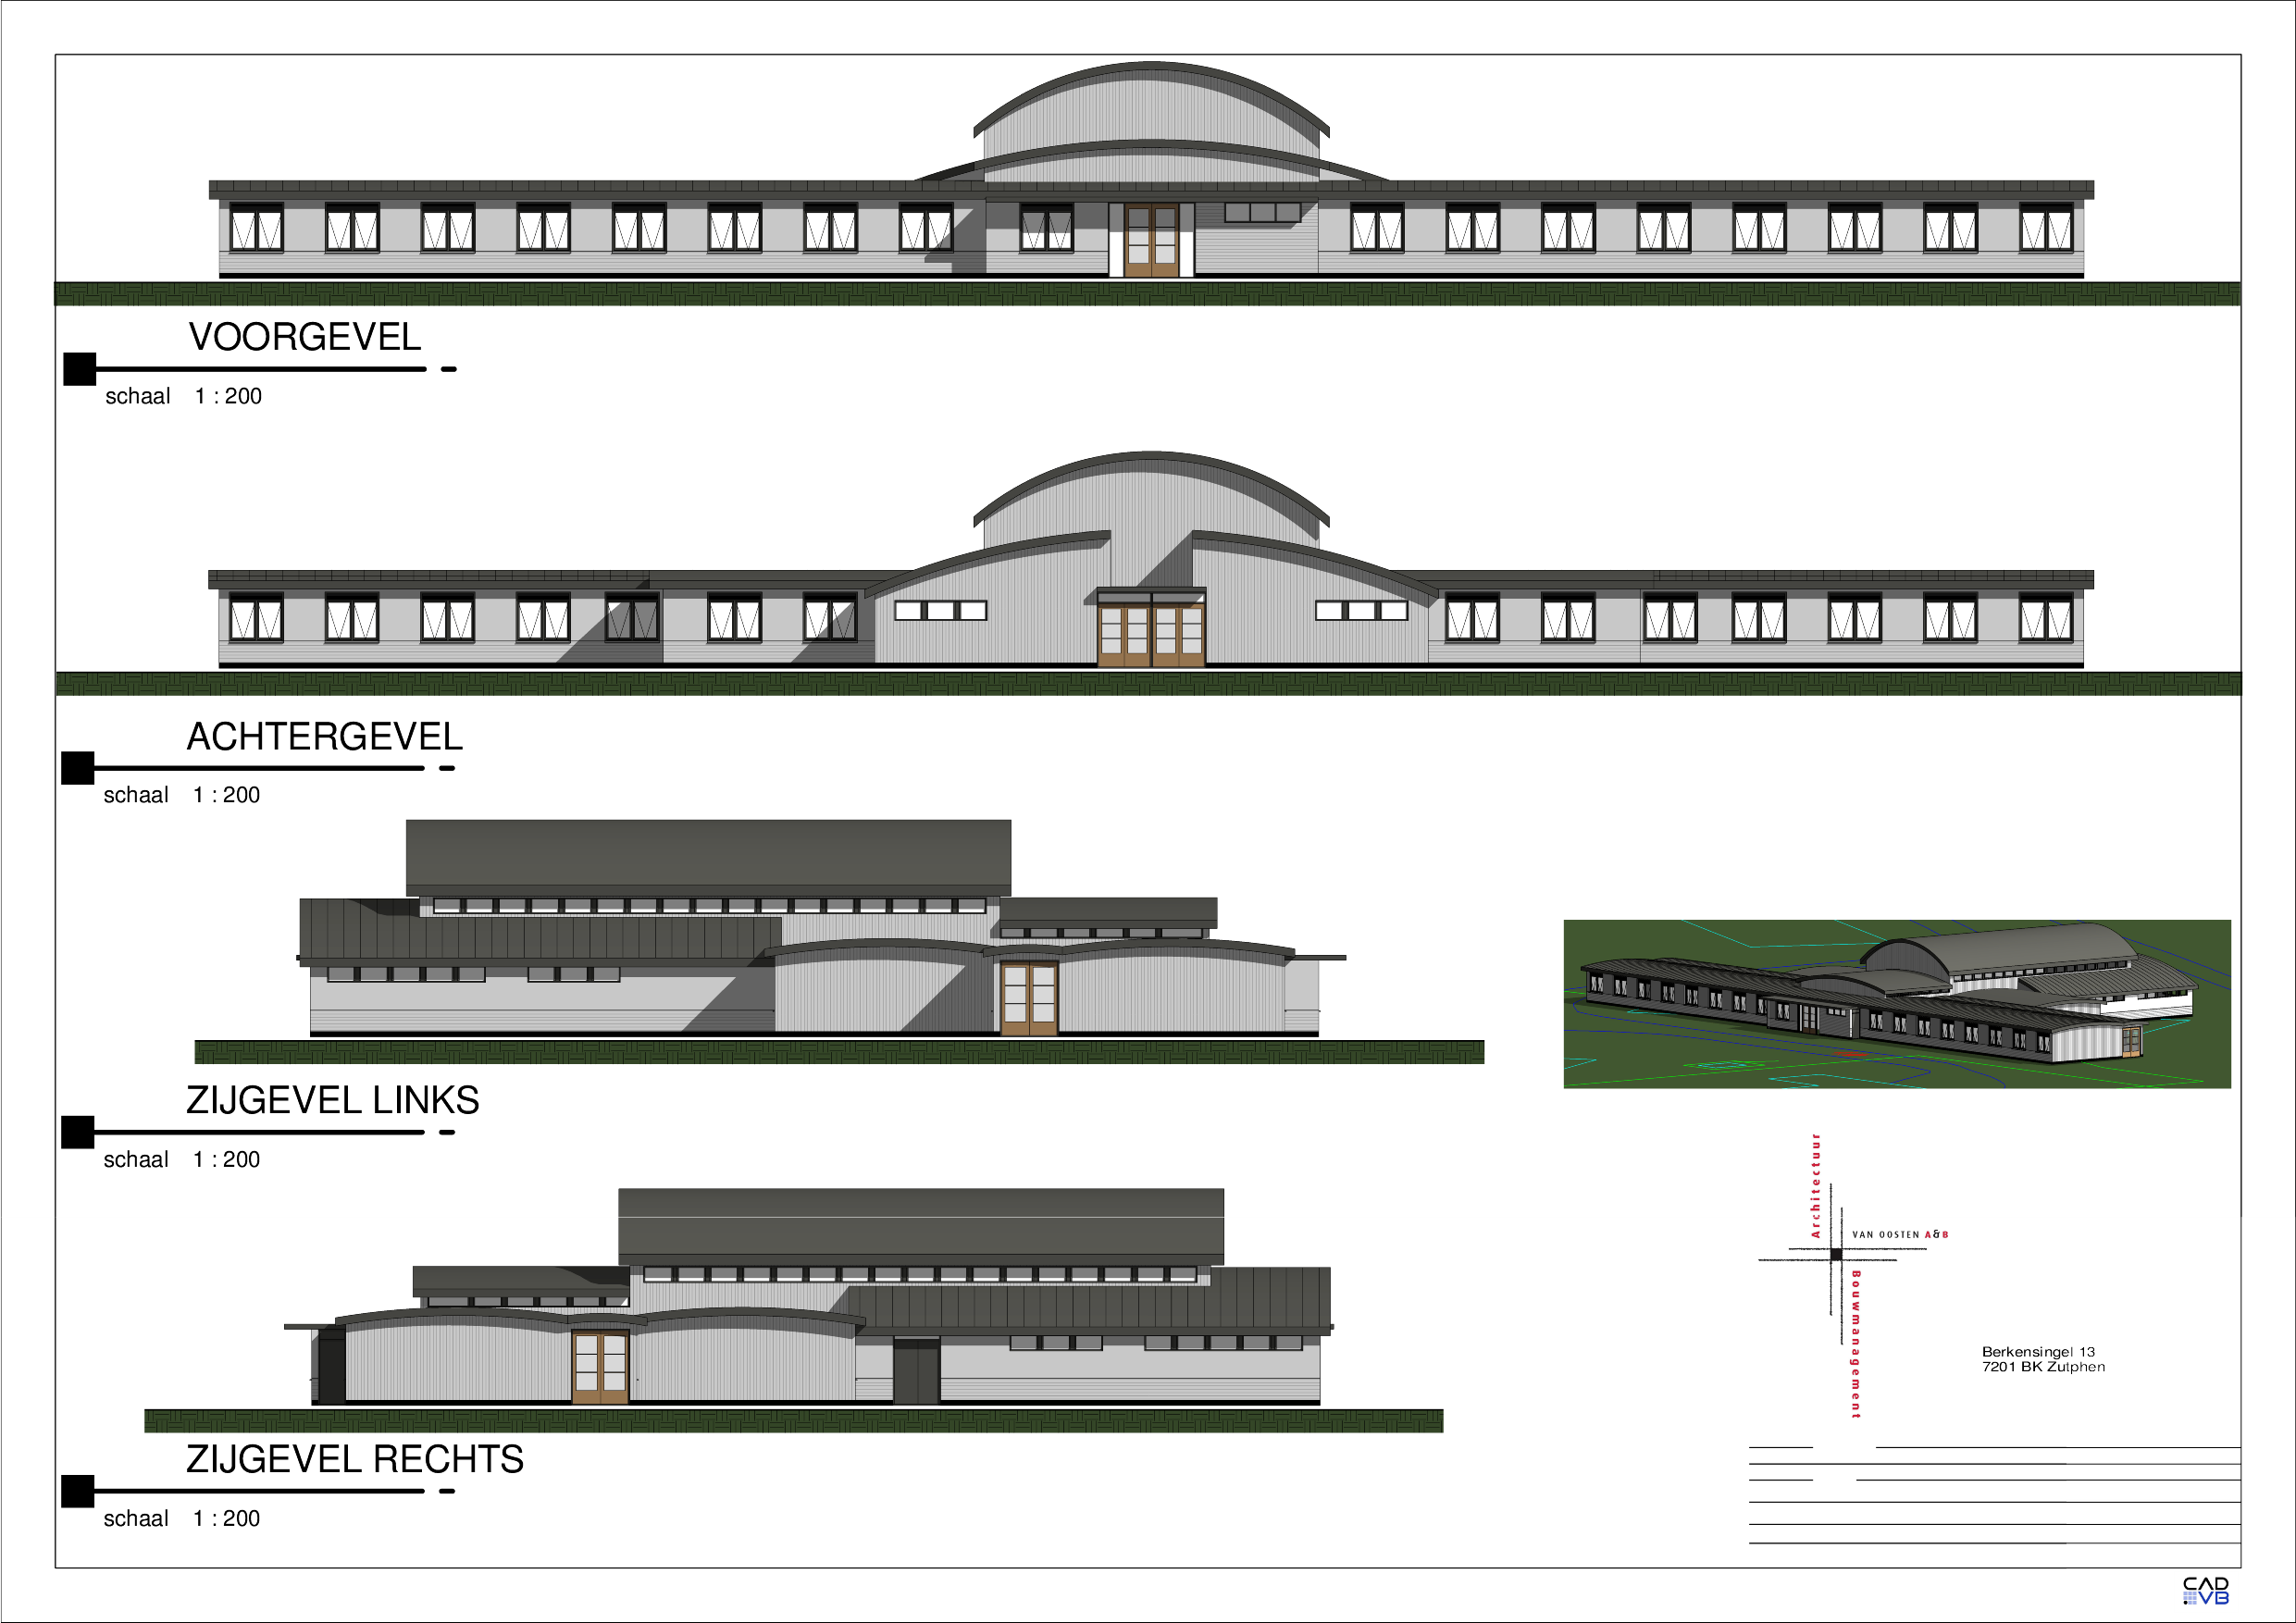 VOORGEVEL
schaal 1 : 200
ACHTERGEVEL
schaal 1 : 200
ZIJGEVEL LINKS
schaal 1 : 200
ZIJGEVEL RECHTS
schaal 1 : 200
Architectuur
VAN OOSTEN A&B
Bouwmanagement
Berkensingel 13
7201 BK Zutphen
CAD
VB